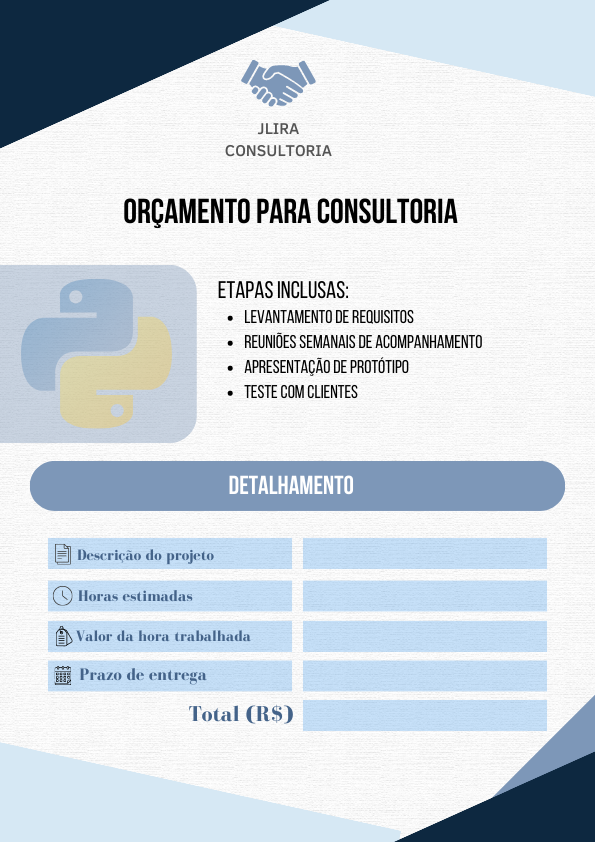 JLIRA
CONSULTORIA
ORÇAMENTO PARA CONSULTORIA
ETAPAS INCLUSAS:
• LEVANTAMENTO DE REQUISITOS
• REUNIÕES SEMANAIS DE ACOMPANHAMENTO
• APRESENTAÇÃO DE PROTÓTIPO
• TESTE COM CLIENTES
DETALHAMENTO
Descrição do projeto
Horas estimadas
Valor da hora trabalhada
Prazo de entrega
Total (R$)